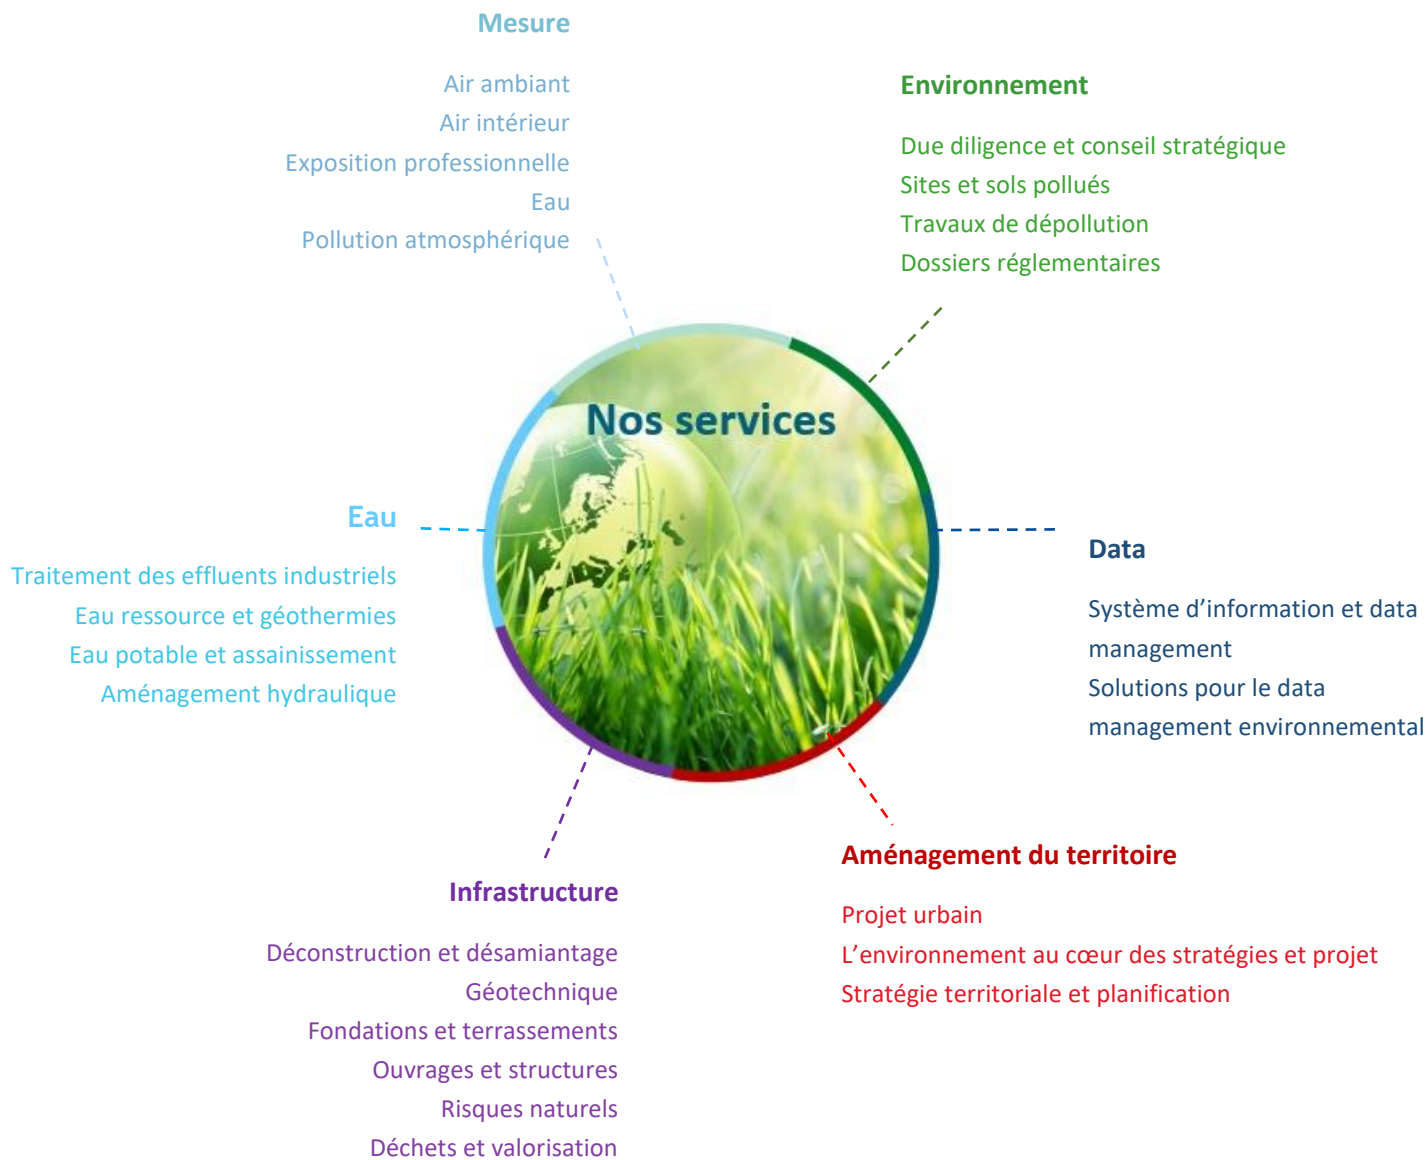 Mesure
Air ambiant
Air intérieur
Exposition professionnelle
Eau
Pollution atmosphérique
Environnement
Due diligence et conseil stratégique
Sites et sols pollués
Travaux de dépollution
Dossiers réglementaires
Nos services
Eau
Traitement des effluents industriels
Eau ressource et géothermies
Eau potable et assainissement
Aménagement hydraulique
Data
Système d’information et data
management
Solutions pour le data
management environnemental
Infrastructure
Déconstruction et désamiantage
Géotechnique
Fondations et terrassements
Ouvrages et structures
Risques naturels
Déchets et valorisation
Aménagement du territoire
Projet urbain
L’environnement au cœur des stratégies et projet
Stratégie territoriale et planification